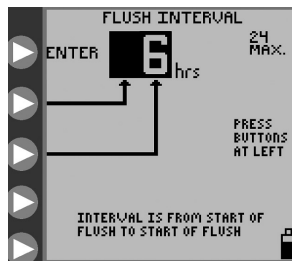 FLUSH INTERVAL
ENTER 6 hrs
24
MAX.
PRESS
BUTTONS
AT LEFT
INTERVAL IS FROM START OF
FLUSH TO START OF FLUSH